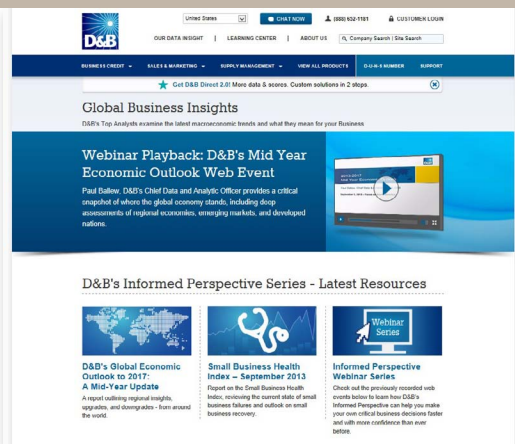 United States
CHAT NOW
(888) 632-1181
CUSTOMER LOGIN
D&B
OUR DATA INSIGHT | LEARNING CENTER | ABOUT US
Company Search | Site Search
BUSINESS CREDIT
SALES & MARKETING
SUPPLY MANAGEMENT
VIEW ALL PRODUCTS
D-U-N-S NUMBER
SUPPORT
Get D&B Direct 2.0! More data & scores. Custom solutions in 2 steps.
Global Business Insights
D&B's Top Analysts examine the latest macroeconomic trends and what they mean for your Business
Webinar Playback: D&B's Mid Year
Economic Outlook Web Event
Paul Ballew, D&B's Chief Data and Analytic Officer provides a critical
snapshot of where the global economy stands, including deep
assessments of regional economies, emerging markets, and developed
nations.
D&B's Informed Perspective Series - Latest Resources
Webinar
Series
D&B's Global Economic
Outlook to 2017:
A Mid-Year Update
A report outlining regional insights,
upgrades, and downgrades - from around
the world.
Small Business Health
Index – September 2013
Report on the Small Business Health
Index, reviewing the current state of small
business failures and outlook on small
business recovery.
Informed Perspective
Webinar Series
Check out the previously recorded web
events below to learn how D&B's
Informed Perspective can help you make
your own critical business decisions faster
and with more confidence than ever
before.